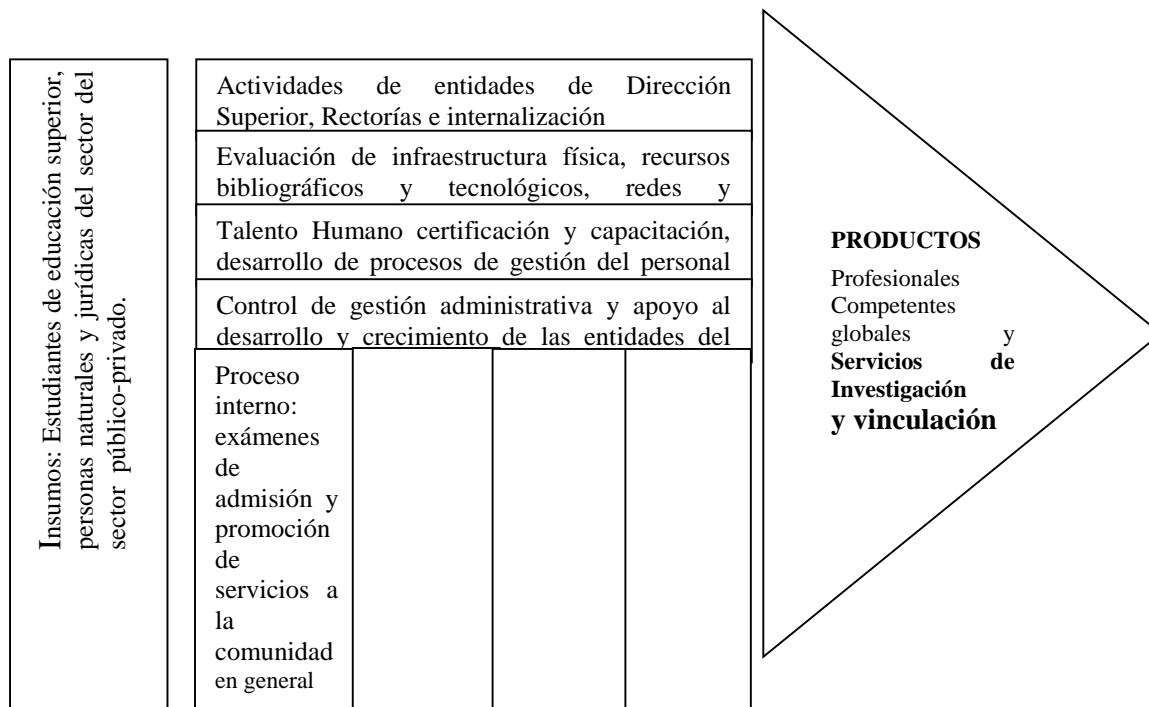 Insumos: Estudiantes de educación superior,
personas naturales y jurídicas del sector del
sector público-privado.
Actividades de entidades de Dirección
Superior, Rectorías e internalización
Evaluación de infraestructura física, recursos
bibliográficos y tecnológicos, redes y
Talento Humano certificación y capacitación,
desarrollo de procesos de gestión del personal
Control de gestión administrativa y apoyo al
desarrollo y crecimiento de las entidades del
Proceso
interno:
exámenes
de
admisión y
promoción
de
servicios a
la
comunidad
en general
PRODUCTOS
Profesionales
Competentes
globales y
Servicios de
Investigación
y vinculación